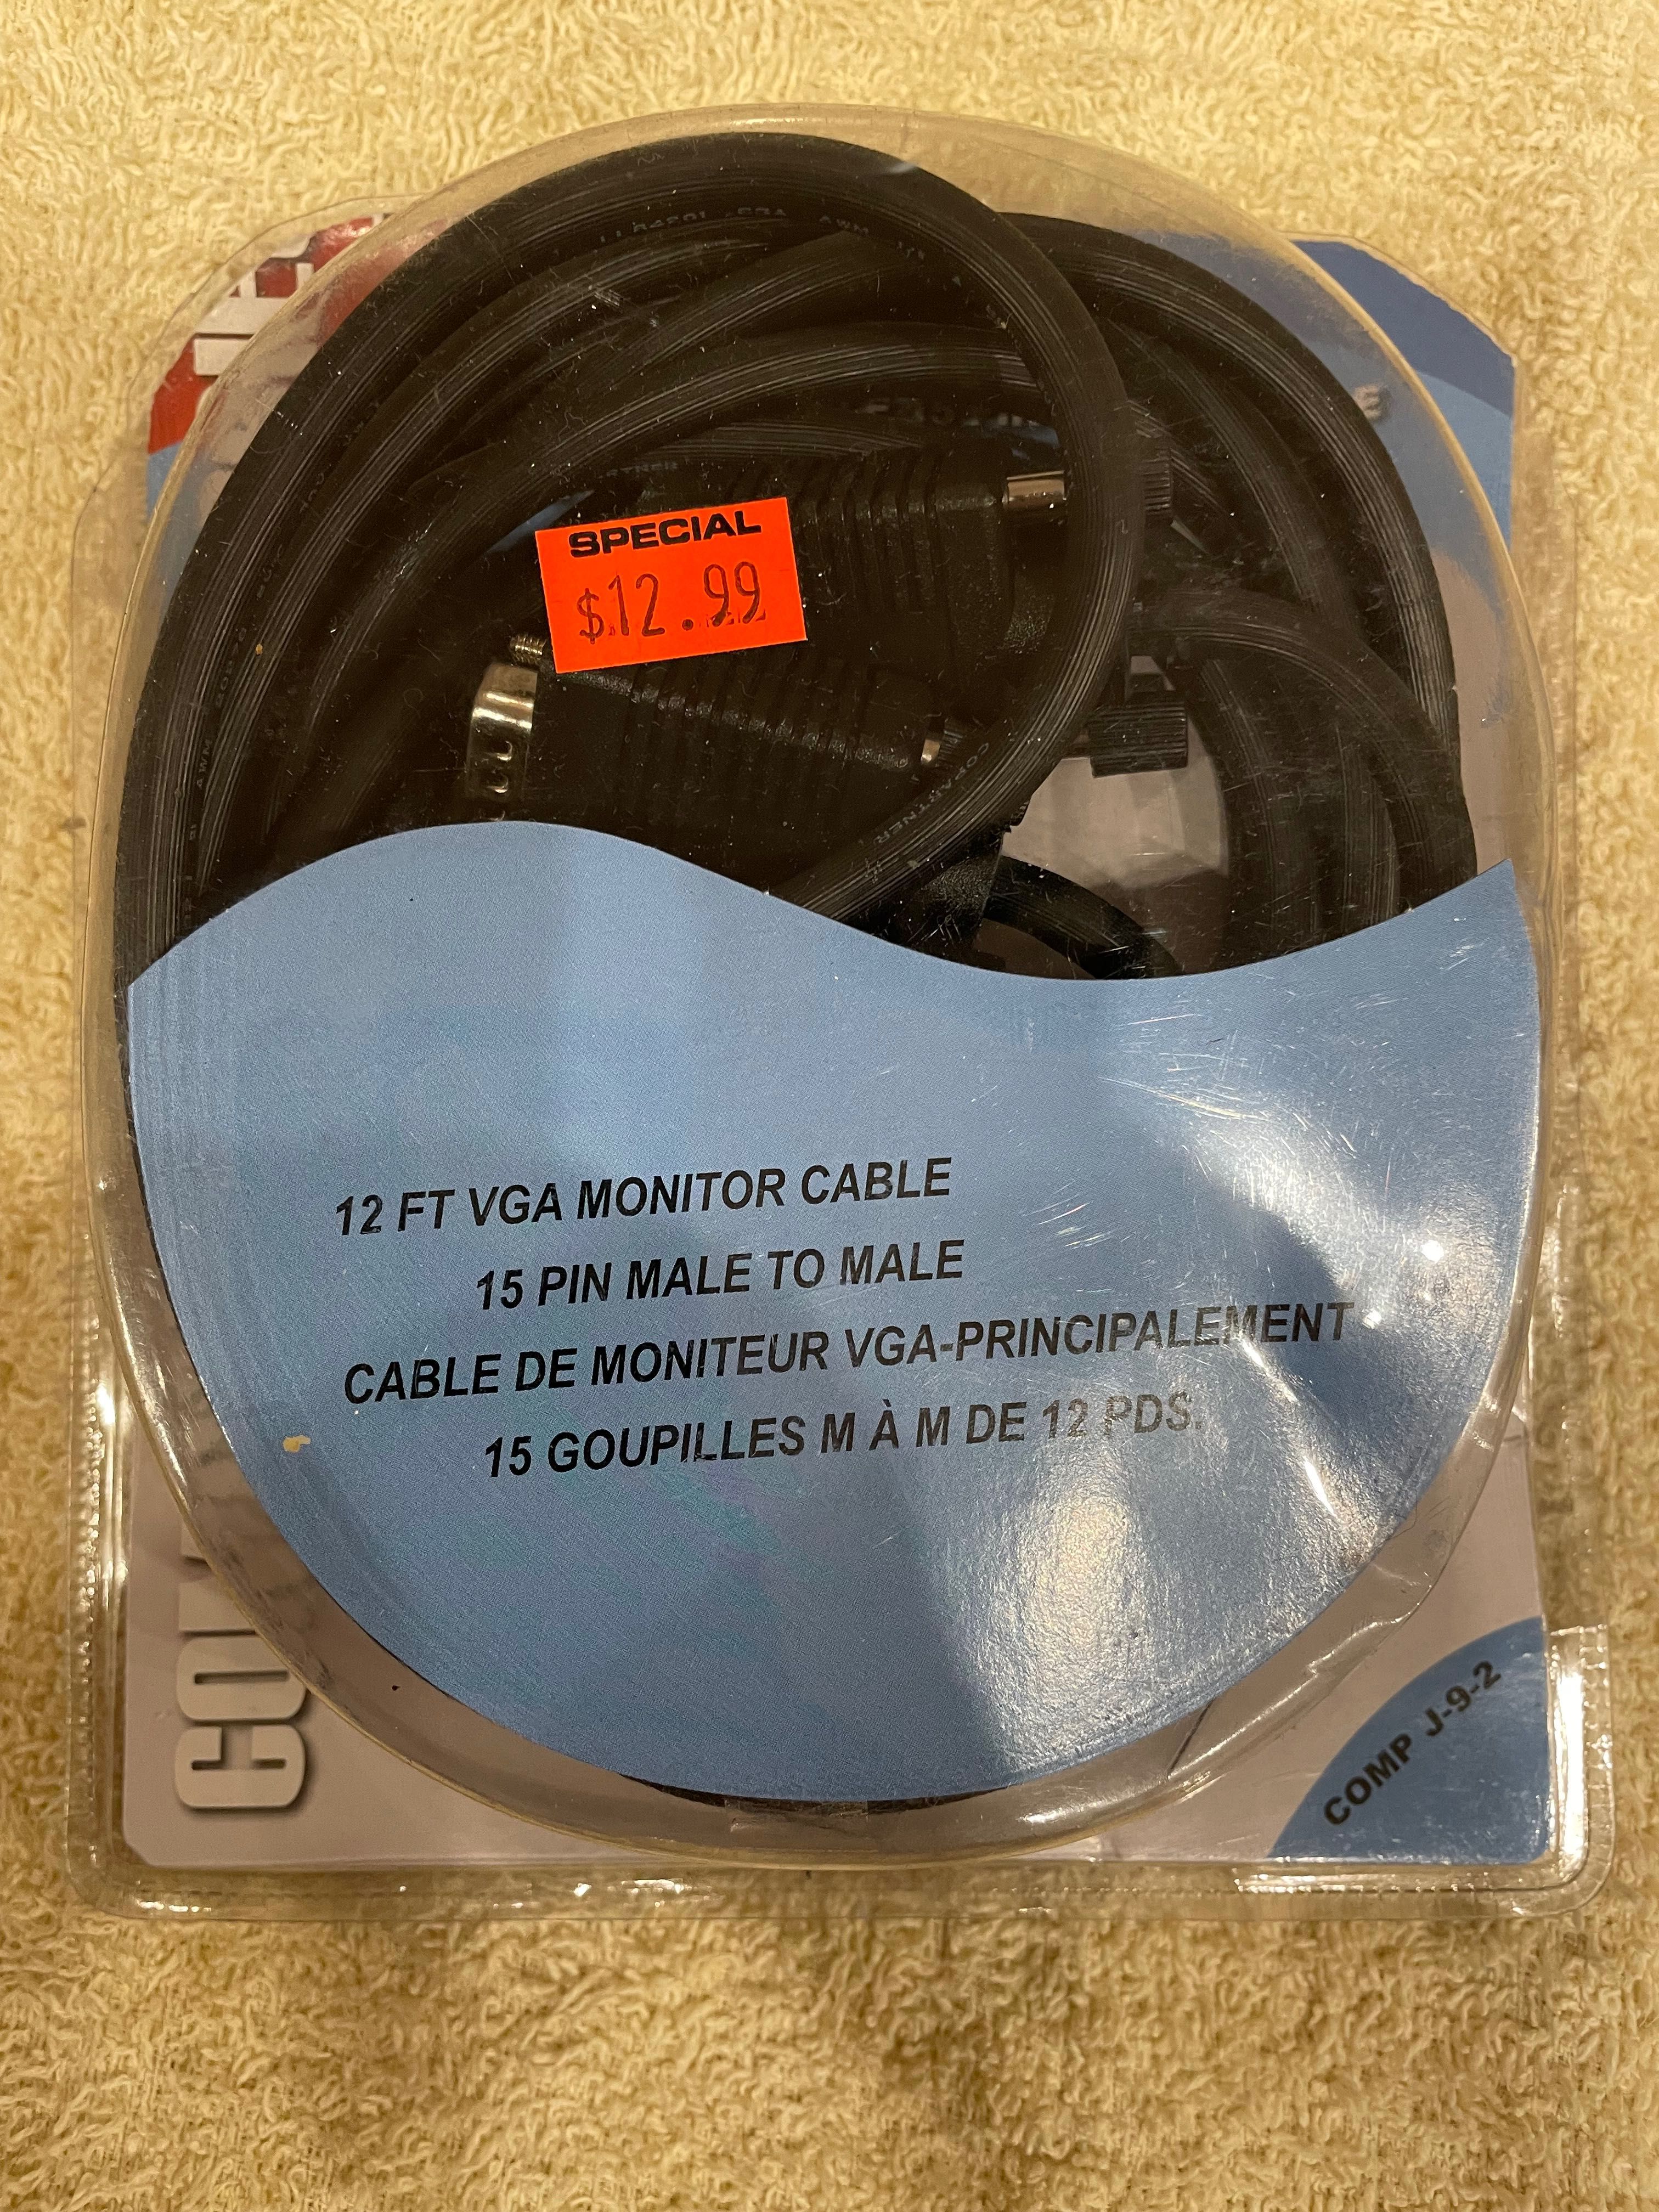 SPECIAL
$12.99
COPARTNER
12 FT VGA MONITOR CABLE
15 PIN MALE TO MALE
CABLE DE MONITEUR VGA-PRINCIPALEMENT
15 GOUPILLES M À M DE 12 PDS.
COMP J-9-2